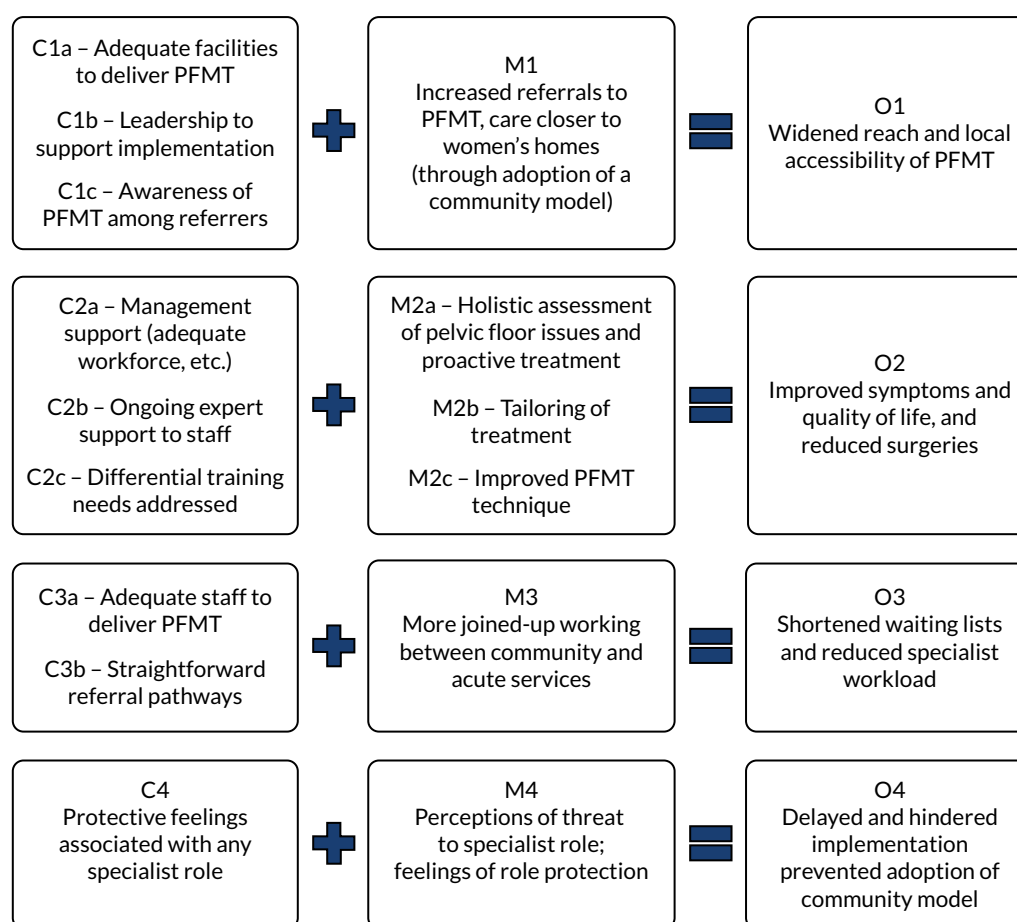 C1a – Adequate facilities
to deliver PFMT
C1b – Leadership to
support implementation
C1c – Awareness of
PFMT among referrers
M1
Increased referrals to
PFMT, care closer to
women’s homes
(through adoption of a
community model)
O1
Widened reach and local
accessibility of PFMT
C2a – Management
support (adequate
workforce, etc.)
C2b – Ongoing expert
support to staff
C2c – Differential training
needs addressed
M2a – Holistic assessment
of pelvic floor issues and
proactive treatment
M2b – Tailoring of
treatment
M2c – Improved PFMT
technique
O2
Improved symptoms and
quality of life, and
reduced surgeries
C3a – Adequate staff to
deliver PFMT
C3b – Straightforward
referral pathways
M3
More joined-up working
between community and
acute services
O3
Shortened waiting lists
and reduced specialist
workload
C4
Protective feelings
associated with any
specialist role
M4
Perceptions of threat
to specialist role;
feelings of role protection
O4
Delayed and hindered
implementation
prevented adoption of
community model